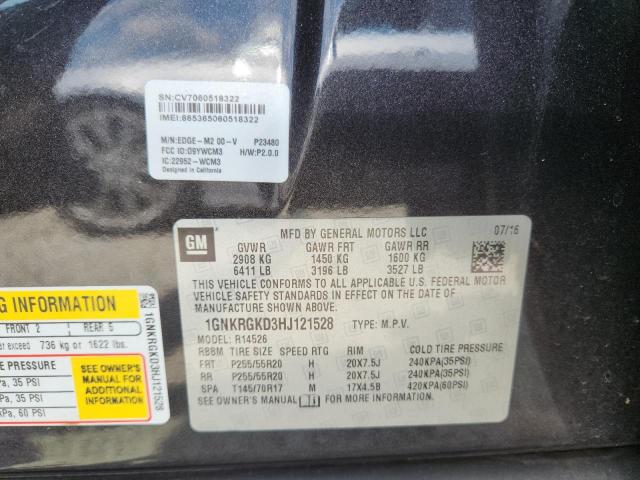 SN:CV7060518322
IMEI:865365060518322
M/N:EDGE-M2 00-V P23480
FCC ID:O9YWCM3 H/W:P2.0.0
IC:22952-WCM3
Designed in California
GM
MFD BY GENERAL MOTORS LLC 07/16
GVWR GAWR FRT GAWR RR
2908 KG 1450 KG 1600 KG
6411 LB 3196 LB 3527 LB
THIS VEHICLE CONFORMS TO ALL APPLICABLE U.S. FEDERAL MOTOR
VEHICLE SAFETY STANDARDS IN EFFECT ON THE DATE OF
MANUFACTURE SHOWN ABOVE.
1GNKRGKD3HJ121528 TYPE: M.P.V.
MODEL: R14526
RBBM TIRE SIZE SPEED RTG RIM COLD TIRE PRESSURE
FRT P255/55R20 H 20X7.5J 240KPA(35PSI)
RR P255/55R20 H 20X7.5J 240KPA(35PSI)
SPA T145/70R17 M 17X4.5B 420KPA(60PSI)
SEE OWNER'S MANUAL FOR MORE INFORMATION.
G INFORMATION
FRONT 2 REAR 5
exceed 736 kg or 1622 lbs.
E PRESSURE
Pa, 35 PSI
Pa, 35 PSI
Pa, 60 PSI
SEE OWNER'S
MANUAL FOR
ADDITIONAL
INFORMATION
1GNKRGKD3HJ121528